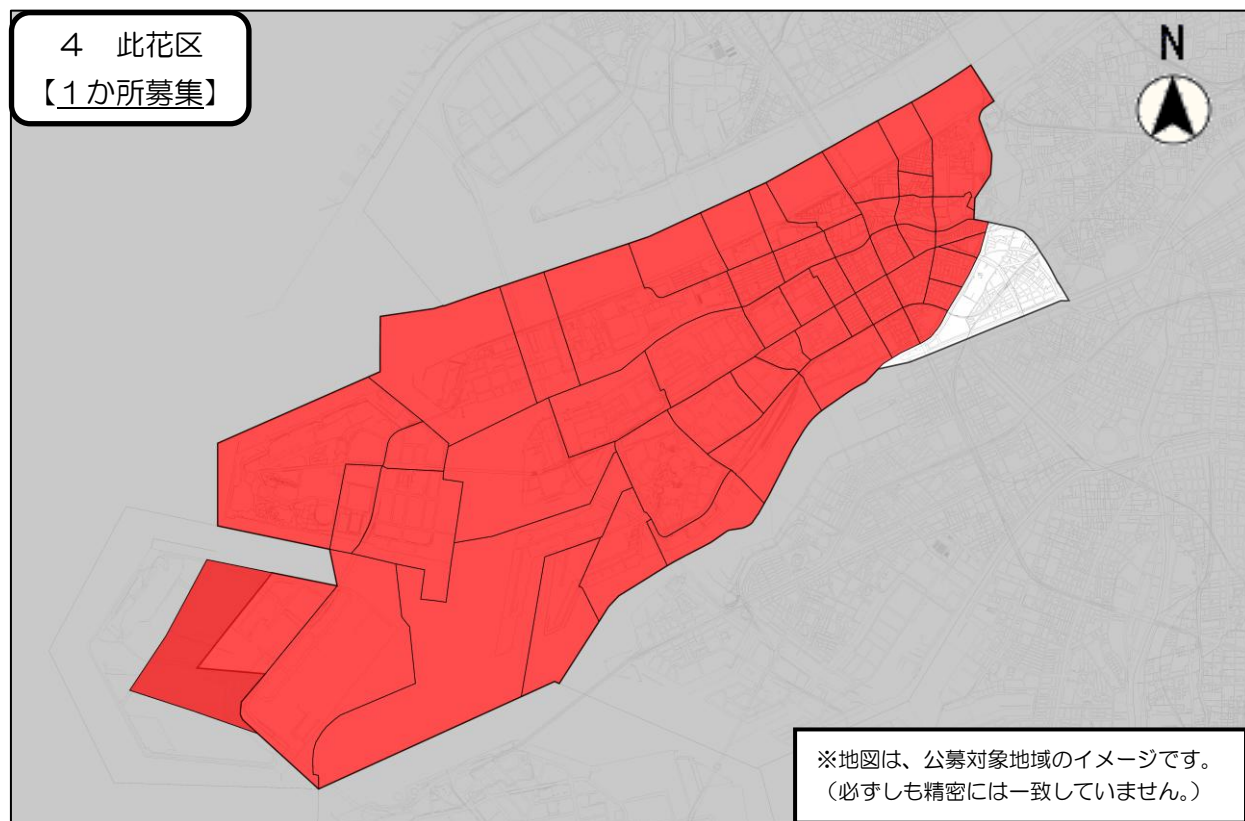 ４　此花区
【１か所募集】
N
※地図は、公募対象地域のイメージです。
（必ずしも精密には一致していません。）